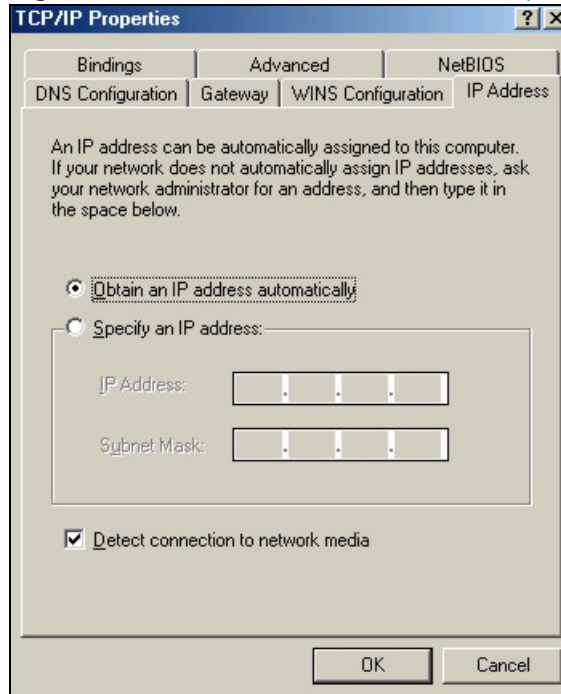 TCP/IP Properties
Bindings
Advanced
NetBIOS
DNS Configuration
Gateway
WINS Configuration
IP Address
An IP address can be automatically assigned to this computer.
If your network does not automatically assign IP addresses, ask
your network administrator for an address, and then type it in
the space below.
Obtain an IP address automatically
Specify an IP address:
IP Address:
Subnet Mask:
Detect connection to network media
OK
Cancel